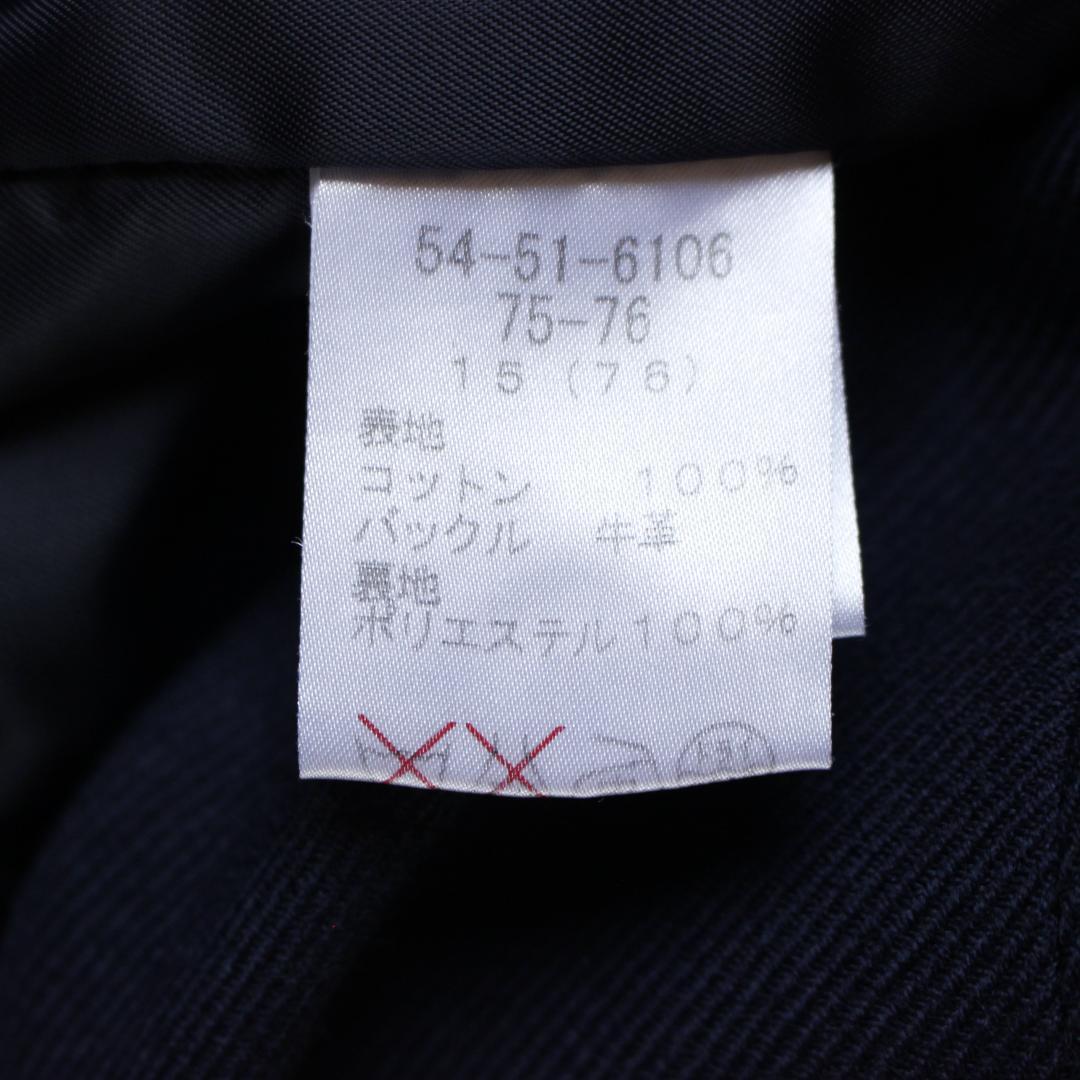 54-51-6106
75-76
15(76)
表地
コットン 100%
バックル 牛革
裏地
ポリエステル100%